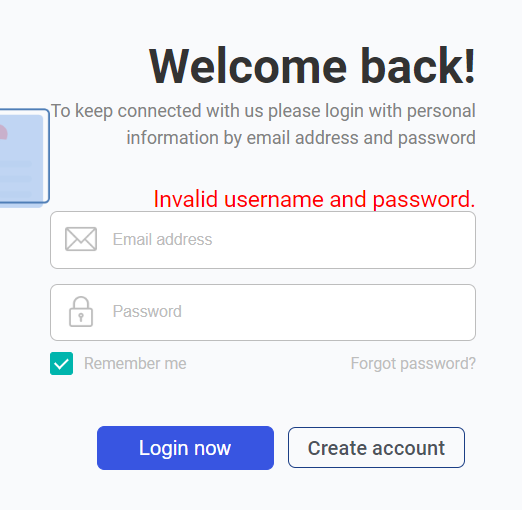 Welcome back!
To keep connected with us please login with personal
information by email address and password
Invalid username and password.
Email address
Password
Remember me
Forgot password?
Login now
Create account